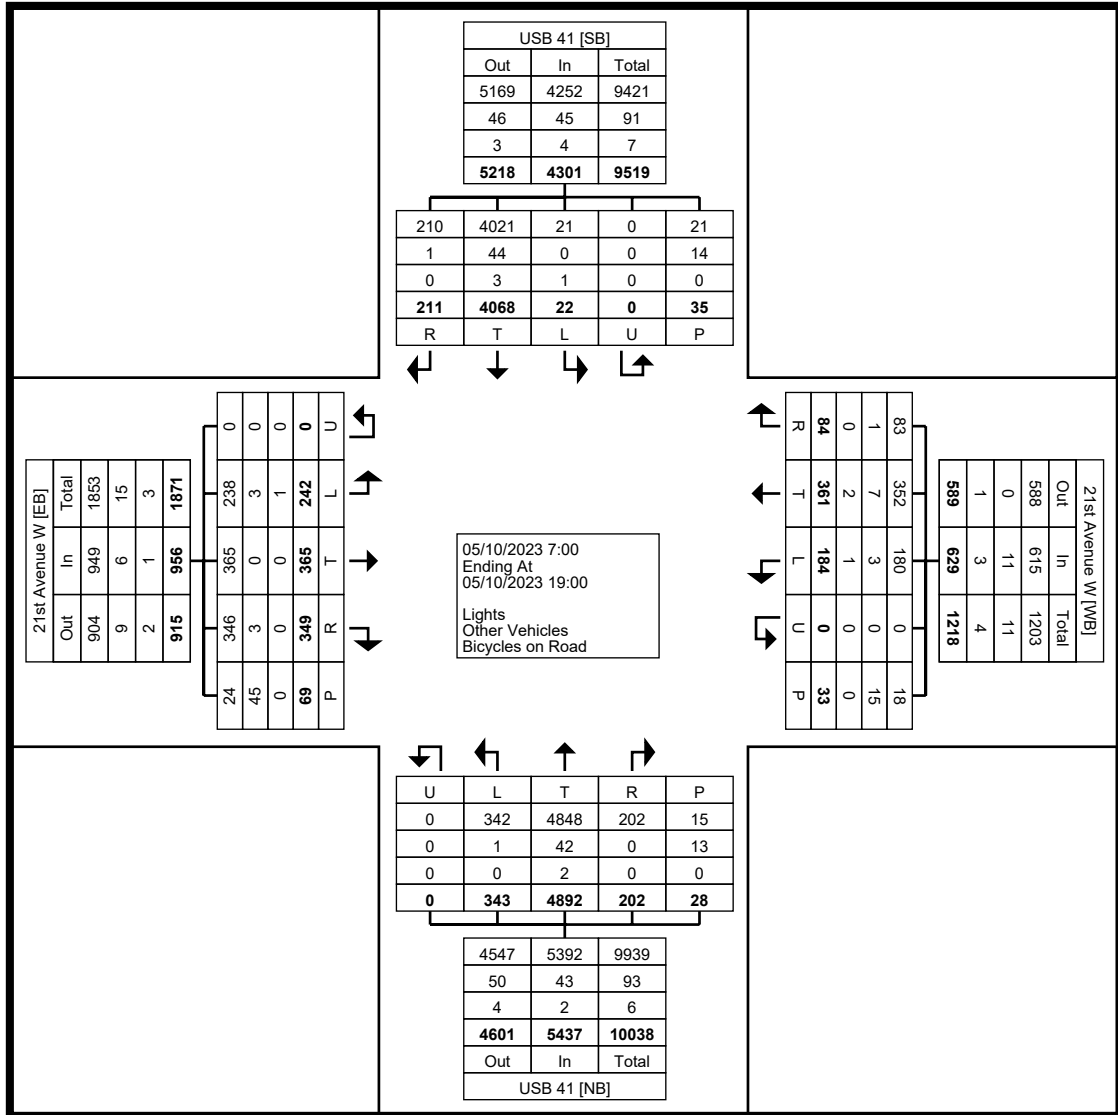 USB 41 [SB]
Out In Total
5169 4252 9421
46 45 91
3 4 7
5218 4301 9519
210 4021 21 0 21
1 44 0 0 14
0 3 1 0 0
211 4068 22 0 35
R T L U P
21st Avenue W [EB]
Total 1853 15 3 1871
In 949 6 1 956
Out 904 9 2 915
0 0 0 0 U
238 3 1 242 L
365 0 0 365 T
346 3 0 349 R
24 45 0 69 P
05/10/2023 7:00
Ending At
05/10/2023 19:00
Lights
Other Vehicles
Bicycles on Road
R 84 0 1 83
T 361 2 7 352
L 184 1 3 180
U 0 0 0 0
P 33 0 15 18
589 1 0 588 Out
629 3 11 615 In
1218 4 11 1203 Total
21st Avenue W [WB]
U L T R P
0 342 4848 202 15
0 1 42 0 13
0 0 2 0 0
0 343 4892 202 28
4547 5392 9939
50 43 93
4 2 6
4601 5437 10038
Out In Total
USB 41 [NB]